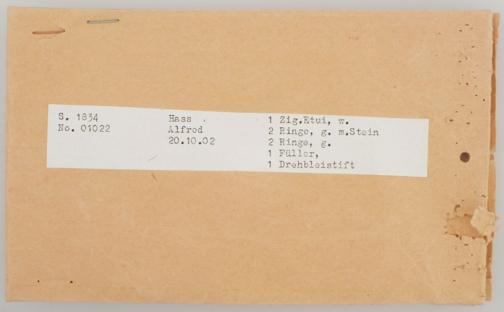 S. 1834 Hass 1 Zig.Etui, w.
No. 01022 Alfred 2 Ringe, g. m.Stein
20.10.02 2 Ringe, g.
1 Füller,
1 Drehbleistift